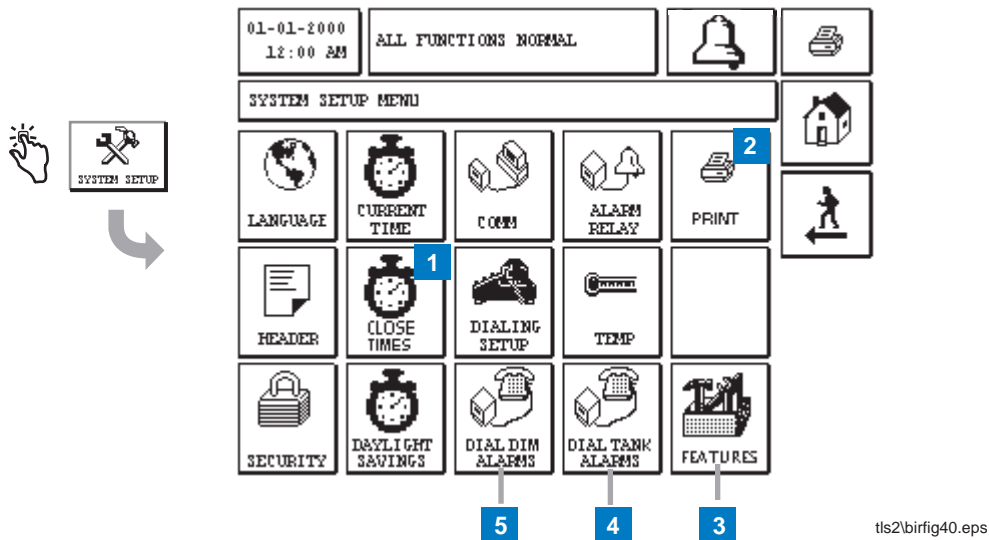 01-01-2000
12:00 AM
ALL FUNCTIONS NORMAL
SYSTEM SETUP MENU
SYSTEM SETUP
2
LANGUAGE
CURRENT
TIME
COMM
ALARM
RELAY
PRINT
1
HEADER
CLOSE
TIMES
DIALING
SETUP
TEMP
SECURITY
DAYLIGHT
SAVINGS
DIAL DIM
ALARMS
DIAL TANK
ALARMS
FEATURES
5
4
3
tls2\birfig40.eps